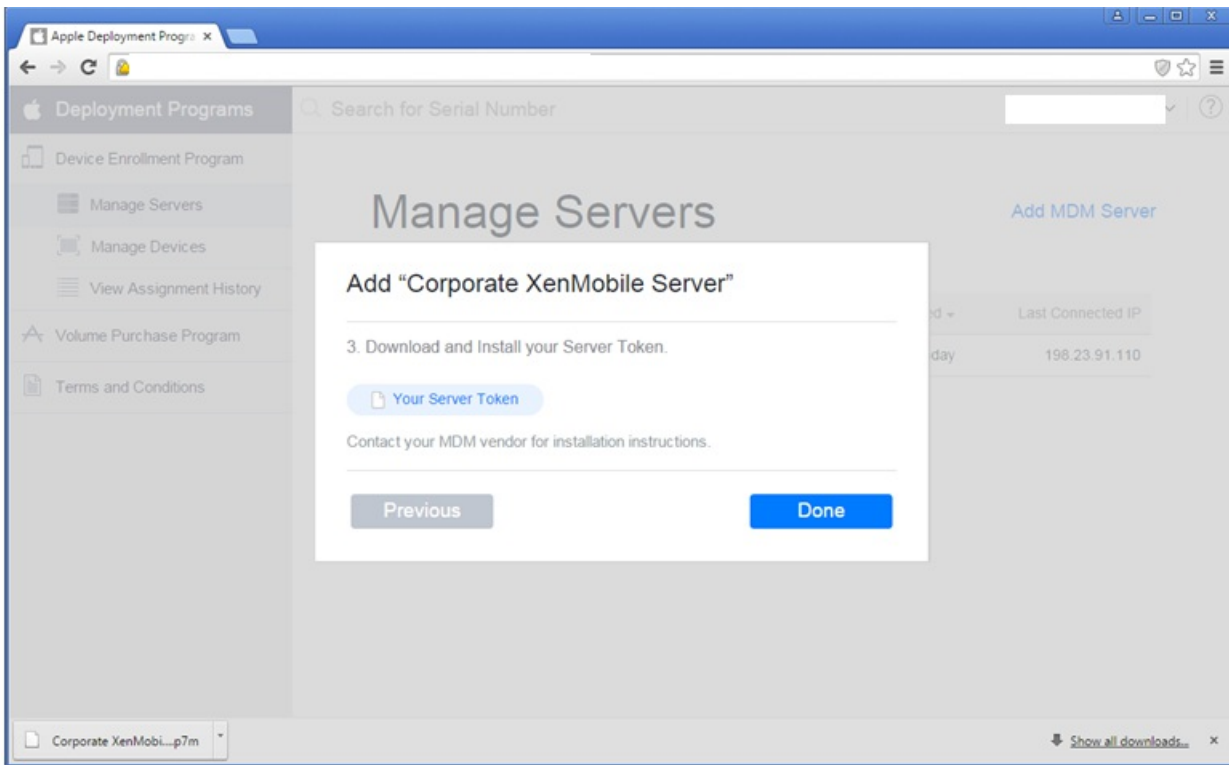 Apple Deployment Progra
Deployment Programs
Search for Serial Number
Device Enrollment Program
Manage Servers
Manage Devices
View Assignment History
Volume Purchase Program
Terms and Conditions
Manage Servers
Add MDM Server
Last Connected IP
day
198.23.91.110
Add “Corporate XenMobile Server”
3. Download and Install your Server Token.
Your Server Token
Contact your MDM vendor for installation instructions.
Previous
Done
Corporate XenMobi....p7m
Show all downloads...